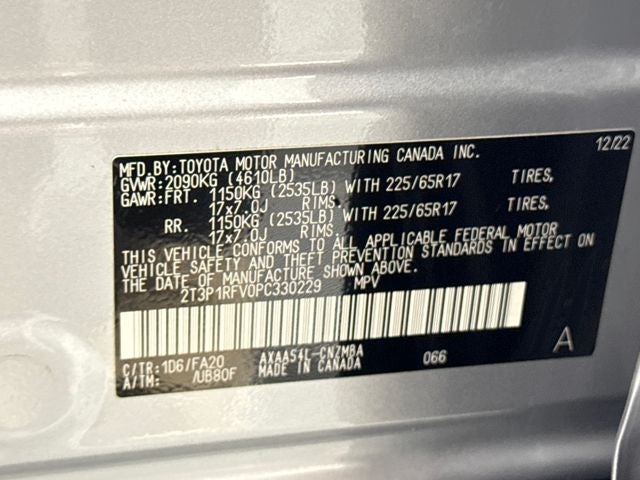 MFD.BY:TOYOTA MOTOR MANUFACTURING CANADA INC. 12/22
GVWR:2090KG (4610LB)
GAWR:FRT. 1150KG (2535LB) WITH 225/65R17 TIRES,
17x7.0J RIMS.
RR. 1150KG (2535LB) WITH 225/65R17 TIRES,
17x7.0J RIMS.
THIS VEHICLE CONFORMS TO ALL APPLICABLE FEDERAL MOTOR
VEHICLE SAFETY AND THEFT PREVENTION STANDARDS IN EFFECT ON
THE DATE OF MANUFACTURE SHOWN ABOVE.
2T3P1RFV0PC330229 MPV
A
C/TR:1D6/FA20 AXAA54L-CNZMBA 066
A/TM: /UB80F MADE IN CANADA